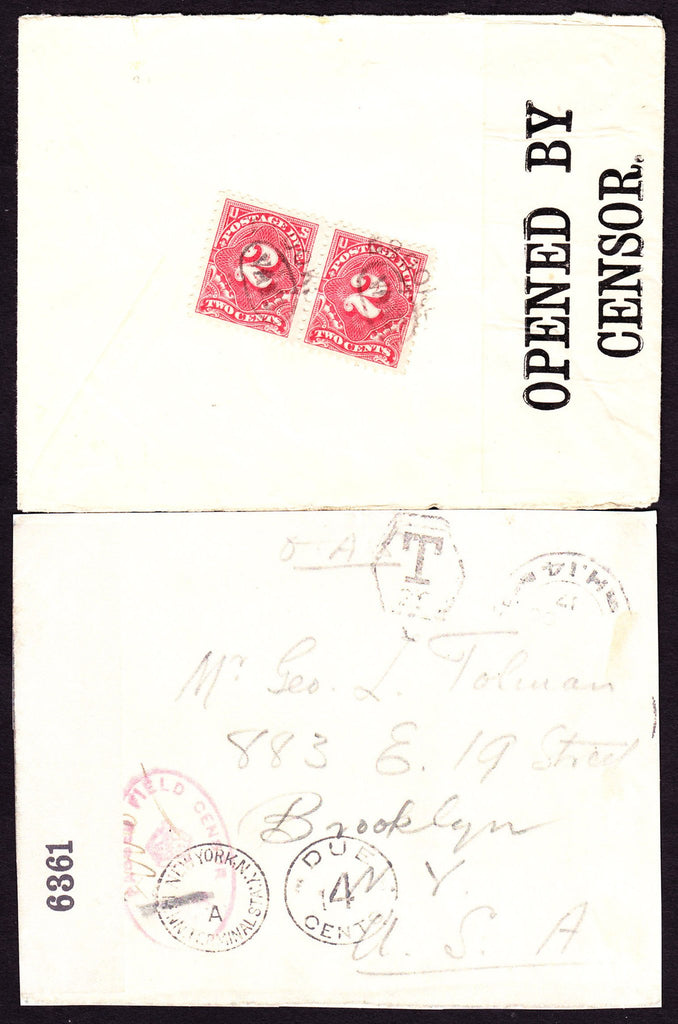 OPENED BY
CENSOR.
U S
POSTAGE DUE
2
TWO CENTS
U S
POSTAGE DUE
2
TWO CENTS
T
Mr Geo. L. Tolman
883 E. 19 Street
Brooklyn
N Y.
U. S. A
FIELD CEN
NEW YORK, N.Y.
A
DUE
4
CENTS
6361